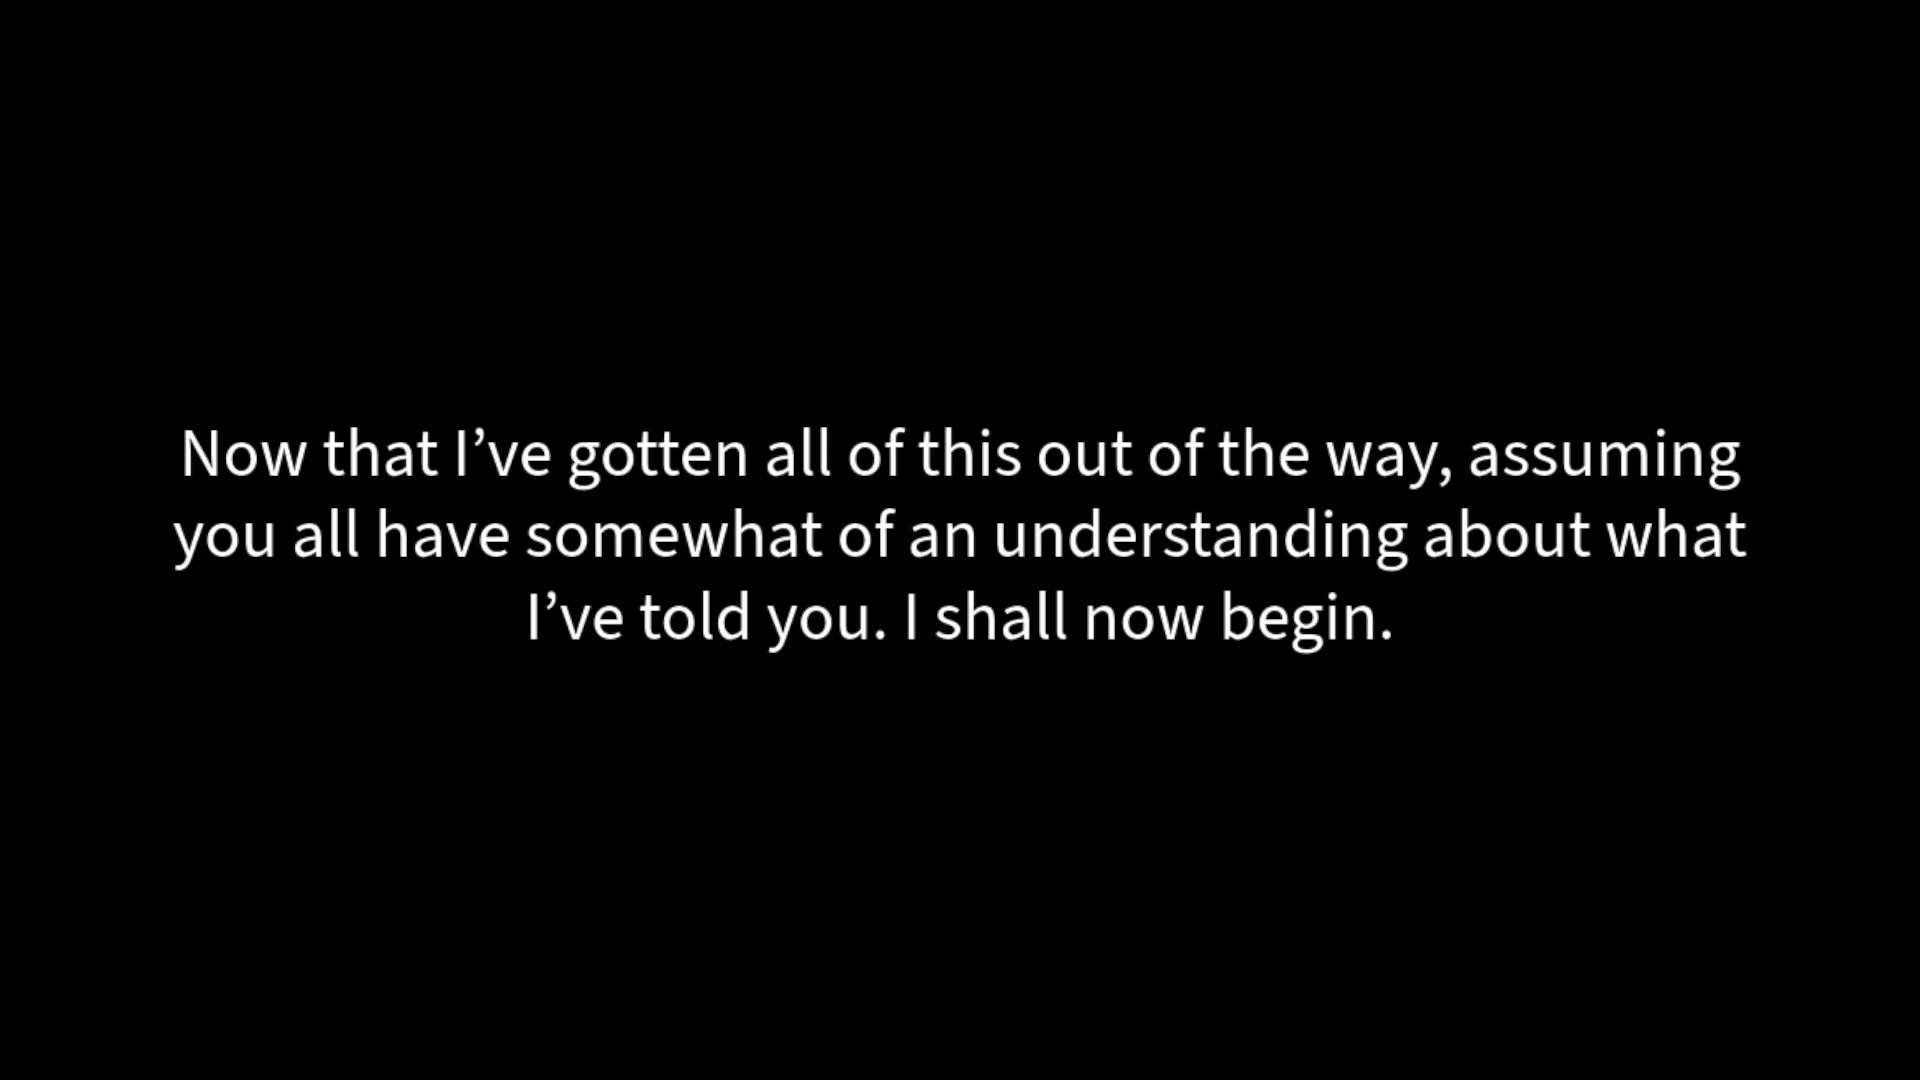 Now that I’ve gotten all of this out of the way, assuming
you all have somewhat of an understanding about what
I’ve told you. I shall now begin.